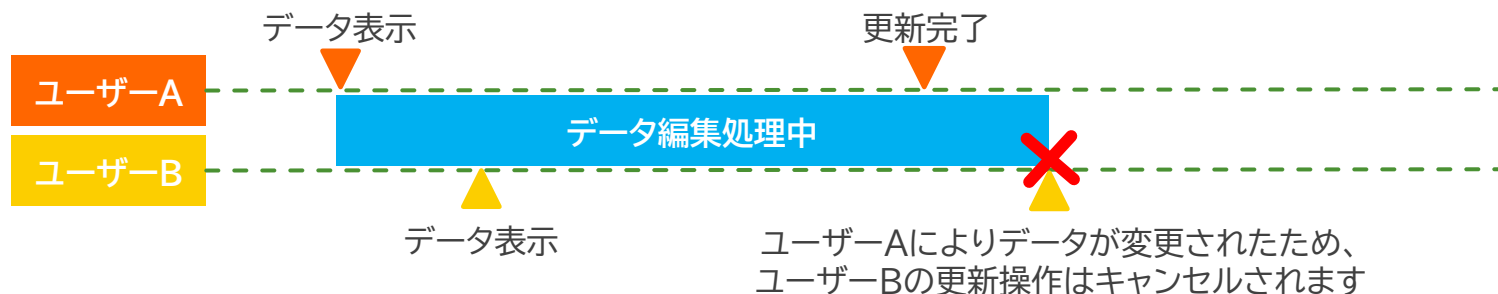 データ表示
更新完了
ユーザーA
データ編集処理中
ユーザーB
データ表示
ユーザーAによりデータが変更されたため、
ユーザーBの更新操作はキャンセルされます